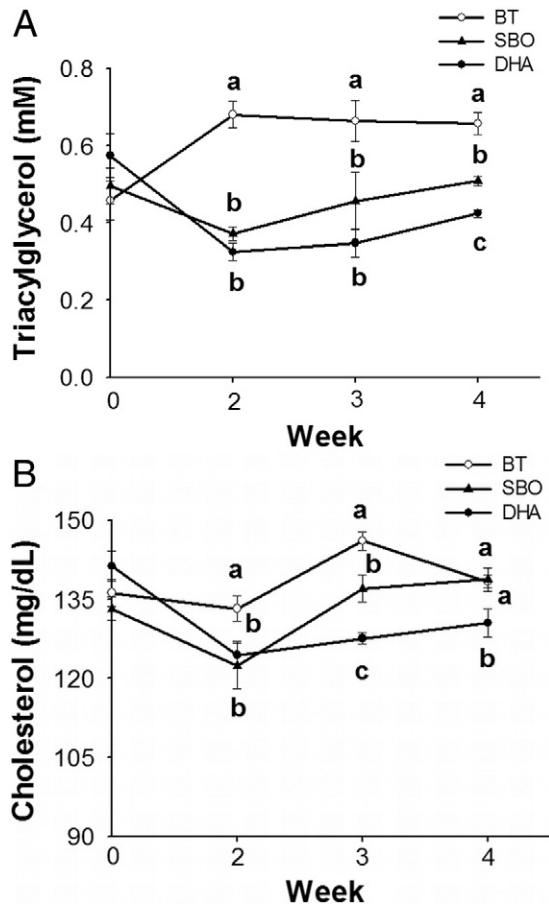 A
BT
SBO
DHA
Triacylglycerol (mM)
0.8
0.6
0.4
0.2
0.0
a a a
b b
b
b b c
0 2 3 4
Week
B
BT
SBO
DHA
Cholesterol (mg/dL)
150
135
120
105
90
a
a a
b
b a
b c b
0 2 3 4
Week